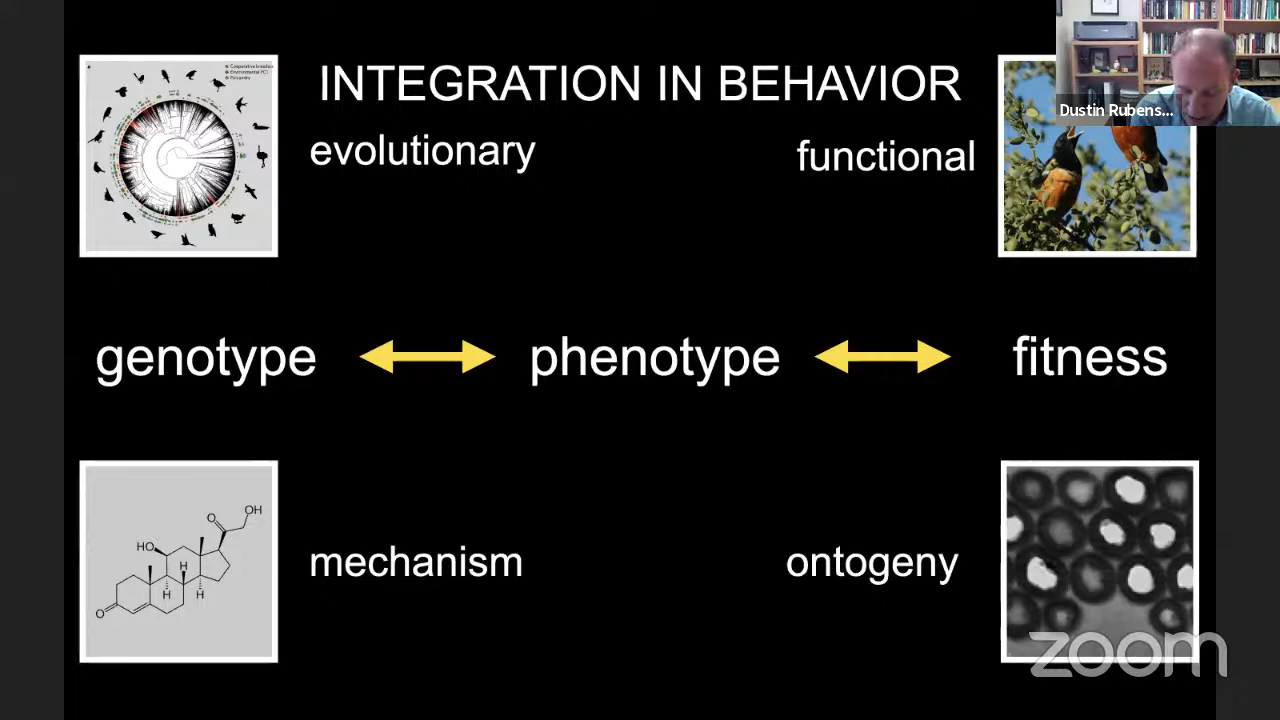 INTEGRATION IN BEHAVIOR
Dustin Rubens...
evolutionary
functional
genotype
phenotype
fitness
OH
O
HO
H
H
H
O
mechanism
ontogeny
zoom